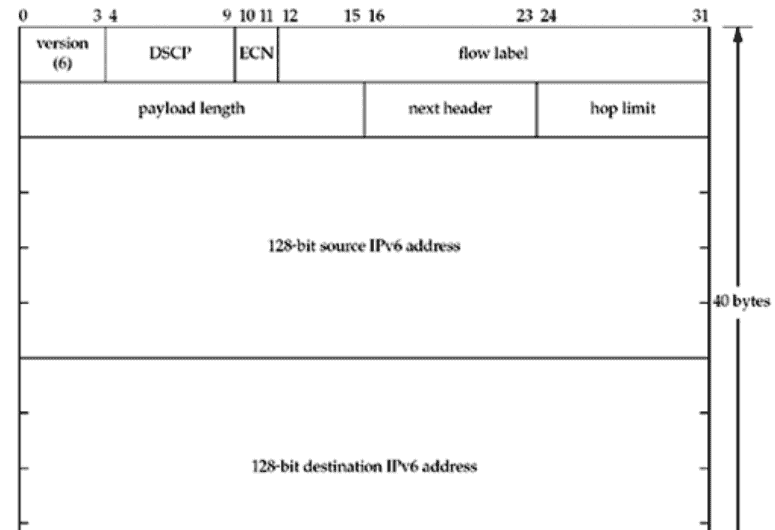 0 3 4 9 10 11 12 15 16 23 24 31
version
(6)
DSCP
ECN
flow label
payload length
next header
hop limit
128-bit source IPv6 address
40 bytes
128-bit destination IPv6 address